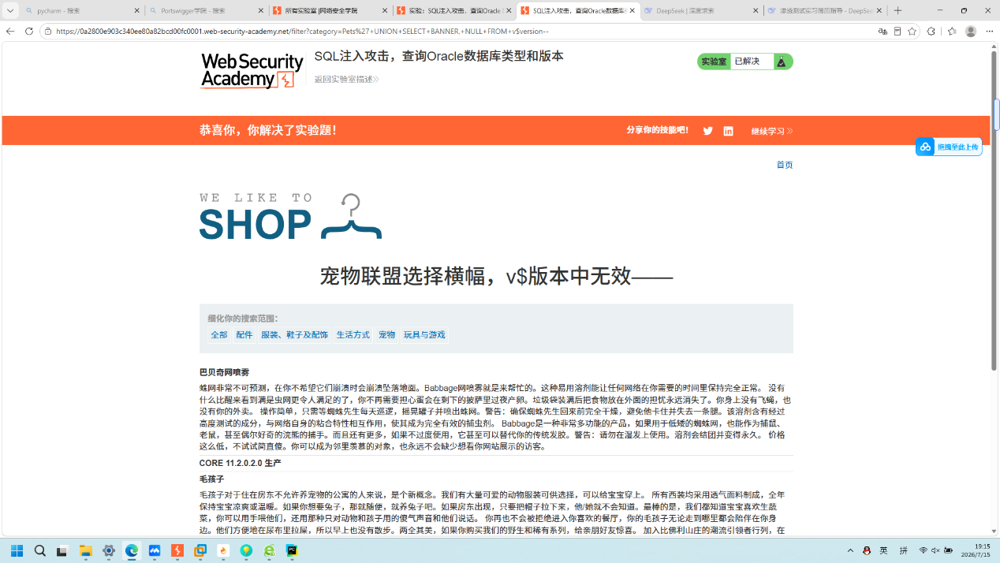 pycharm - 搜索
Portswigger学院 - 搜索
所有实验室 |网络安全学院
实验：SQL注入攻击，查询Oracle
SQL注入攻击，查询Oracle数据库
DeepSeek | 深度求索
渗透测试实习简历指导 - DeepSe
https://0a2800e903c340ee80a82bcd00fc0001.web-security-academy.net/filter?category=Pets%27+UNION+SELECT+BANNER,+NULL+FROM+v$version--
WebSecurity
Academy
SQL注入攻击，查询Oracle数据库类型和版本
返回实验室描述
实验室 已解决
恭喜你，你解决了实验题！
分享你的技能吧！
继续学习
拖拽至此上传
首页
WE LIKE TO
SHOP
宠物联盟选择横幅，v$版本中无效——
细化你的搜索范围：
全部 配件 服装、鞋子及配饰 生活方式 宠物 玩具与游戏
巴贝奇网喷雾
蛛网非常不可预测，在你不希望它们崩溃时会崩溃坠落地面。Babbage网喷雾就是来帮忙的。这种易用溶剂能让任何网络在你需要的时间里保持完全正常。 没有
什么比醒来看到满是虫网更令人满足的了，你不再需要担心蛋会在剩下的披萨里过夜产卵。垃圾袋装满后把食物放在外面的担忧永远消失了。你身上没有飞蝇，也
没有你的外卖。 操作简单，只需等蜘蛛先生每天巡逻，摇晃罐子并喷出蛛网。警告：确保蜘蛛先生回来前完全干燥，避免他卡住并失去一条腿。该溶剂含有经过
高度测试的成分，与网络自身的粘合特性相互作用，使其成为完全有效的捕虫剂。 Babbage是一种非常多功能的产品，如果用于低矮的蜘蛛网，也能作为捕鼠、
老鼠，甚至偶尔好奇的浣熊的捕手。而且还有更多，如果不过度使用，它甚至可以替代你的传统发胶。警告：请勿在湿发上使用。溶剂会结团并变得永久。 价格
这么低，不试试简直傻。你可以成为邻里羡慕的对象，也永远不会缺少想看你网站展示的访客。
CORE 11.2.0.2.0 生产
毛孩子
毛孩子对于住在房东不允许养宠物的公寓的人来说，是个新概念。我们有大量可爱的动物服装可供选择，可以给宝宝穿上。 所有西装均采用透气面料制成，全年
保持宝宝凉爽或温暖。如果你想要兔子，那就随便，就养兔子吧。如果房东出现，只要把帽子拉下来，他/她就不会知道。最棒的是，我们都知道宝宝喜欢生蔬
菜，你可以用手喂他们，还用那种只对动物和孩子用的傻气声音和他们说话。 你再也不会被拒绝进入你喜欢的餐厅，你的毛孩子无论走到哪里都会陪伴在你身
边。他们方便地在尿布里拉屎，所以早上也没有散步。两全其美，如果你购买我们的野生和稀有系列，给亲朋好友惊喜。 加入比佛利山庄的潮流引领者行列，在
英
拼
19:15
2026/7/15